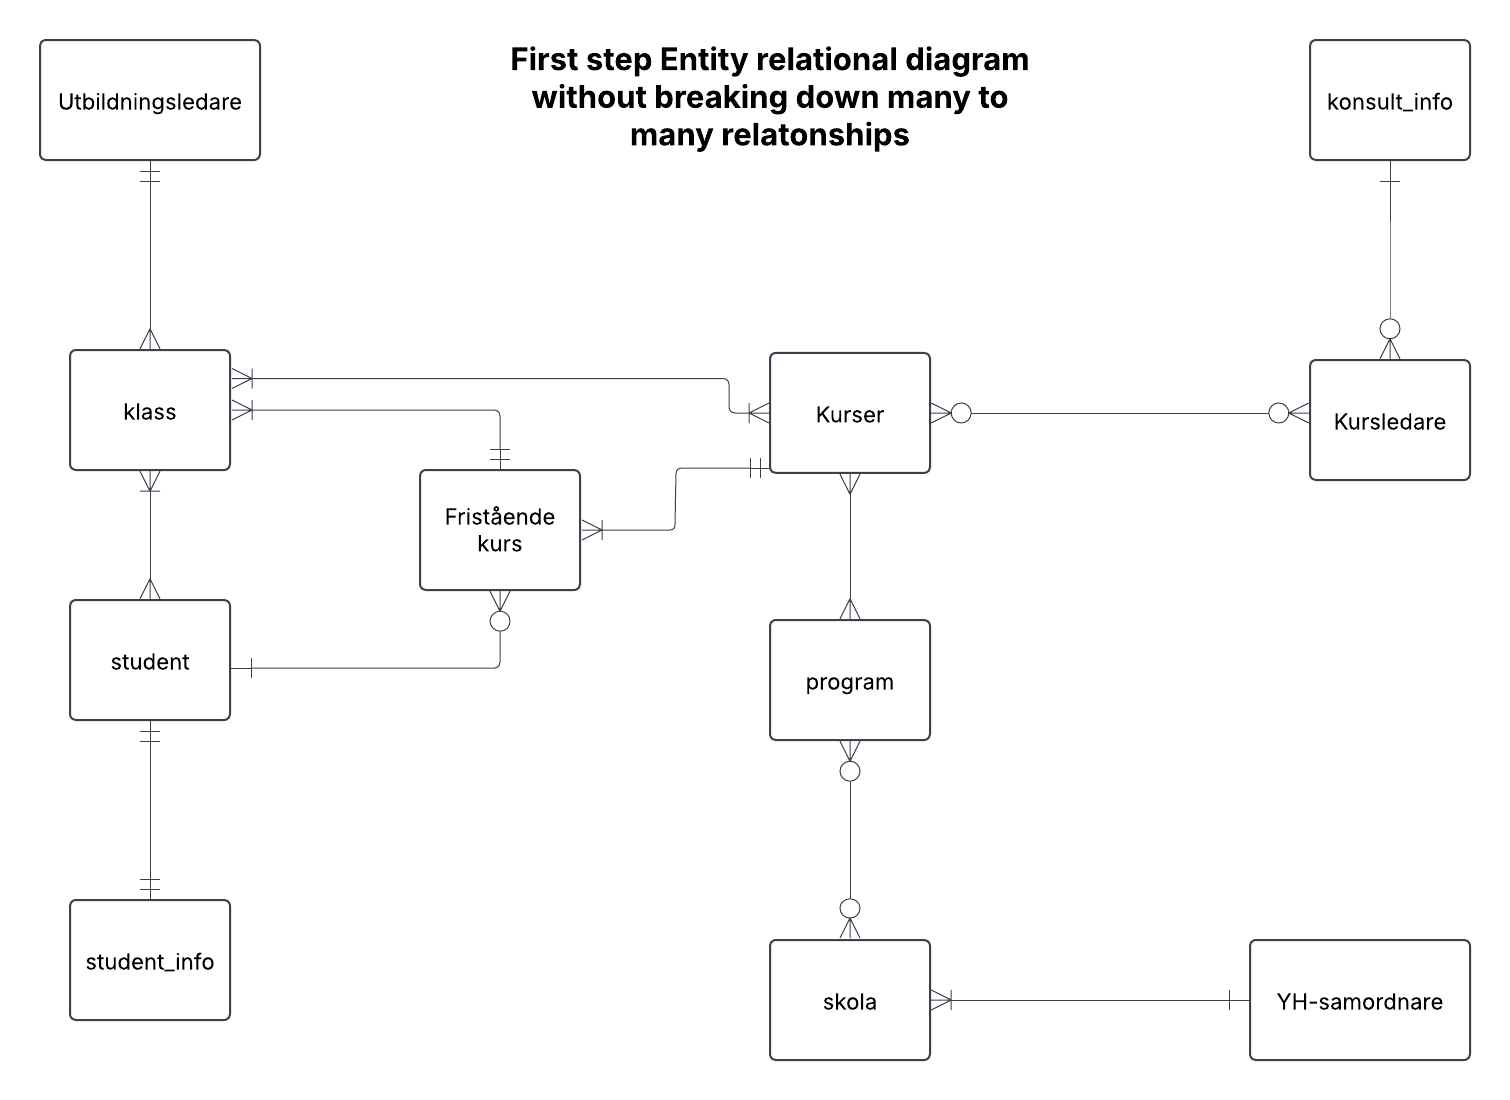 Utbildningsledare
First step Entity relational diagram
without breaking down many to
many relatonships
konsult_info
klass
Kurser
Kursledare
Fristående
kurs
student
program
student_info
skola
YH-samordnare